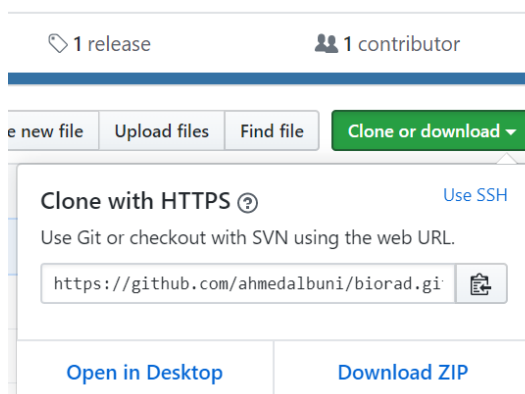 1 release 1 contributor
e new file Upload files Find file Clone or download
Clone with HTTPS ? Use SSH
Use Git or checkout with SVN using the web URL.
https://github.com/ahmedalbuni/biorad.gi
Open in Desktop Download ZIP